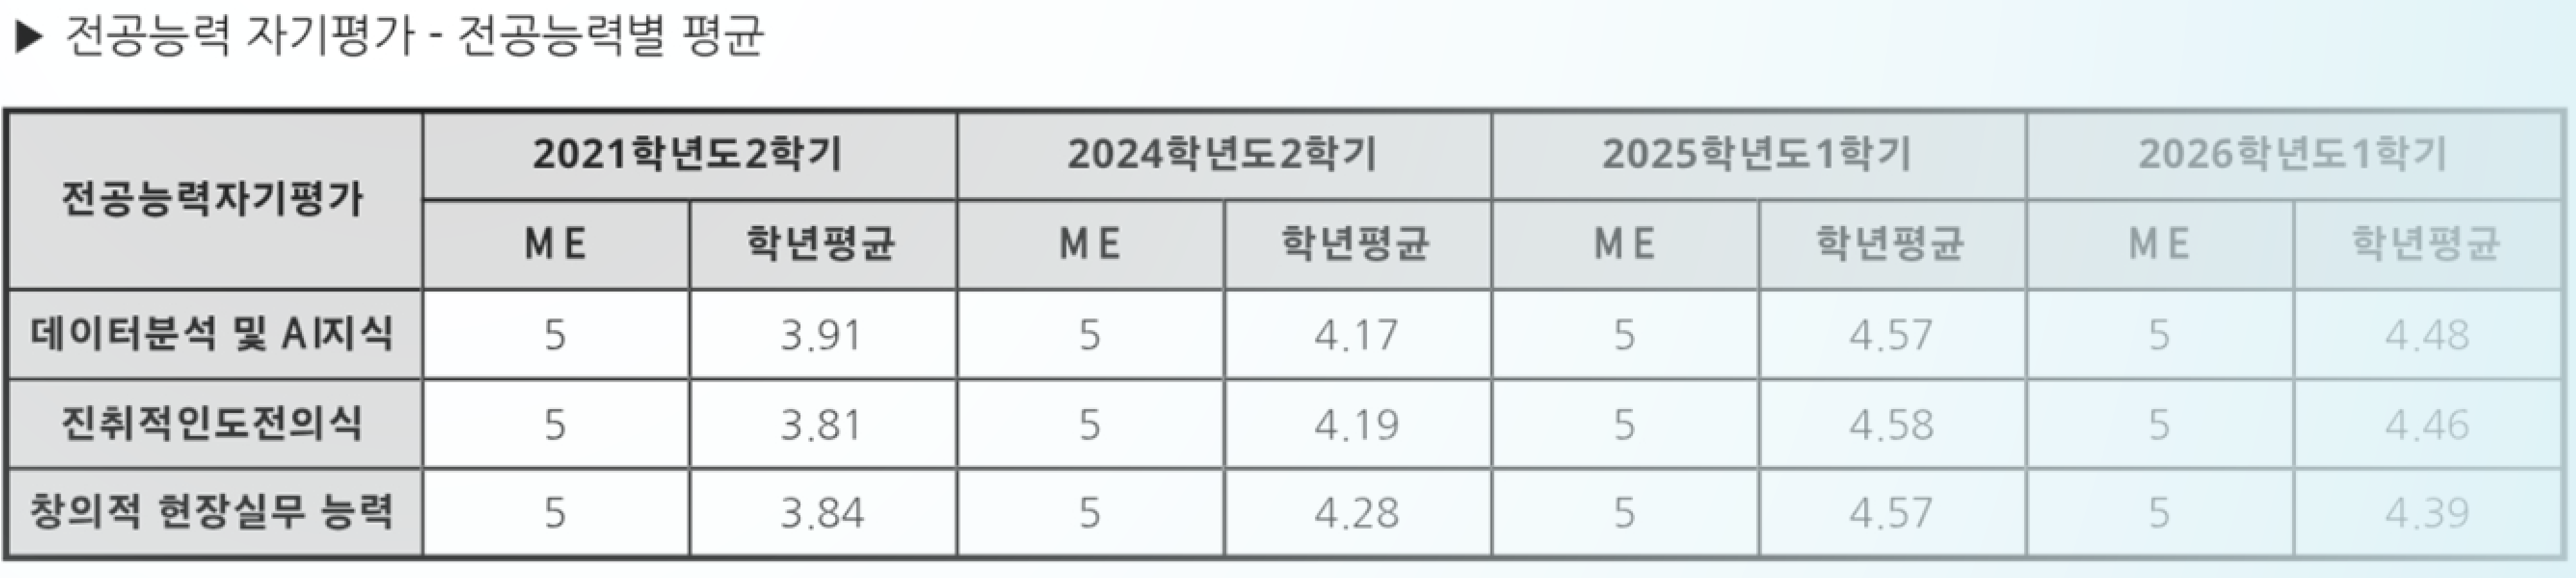 ▶ 전공능력 자기평가 - 전공능력별 평균
전공능력자기평가 2021학년도2학기 2024학년도2학기 2025학년도1학기 2026학년도1학기
ME 학년평균 ME 학년평균 ME 학년평균 ME 학년평균
데이터분석 및 AI지식 5 3.91 5 4.17 5 4.57 5 4.48
진취적인도전의식 5 3.81 5 4.19 5 4.58 5 4.46
창의적 현장실무 능력 5 3.84 5 4.28 5 4.57 5 4.39